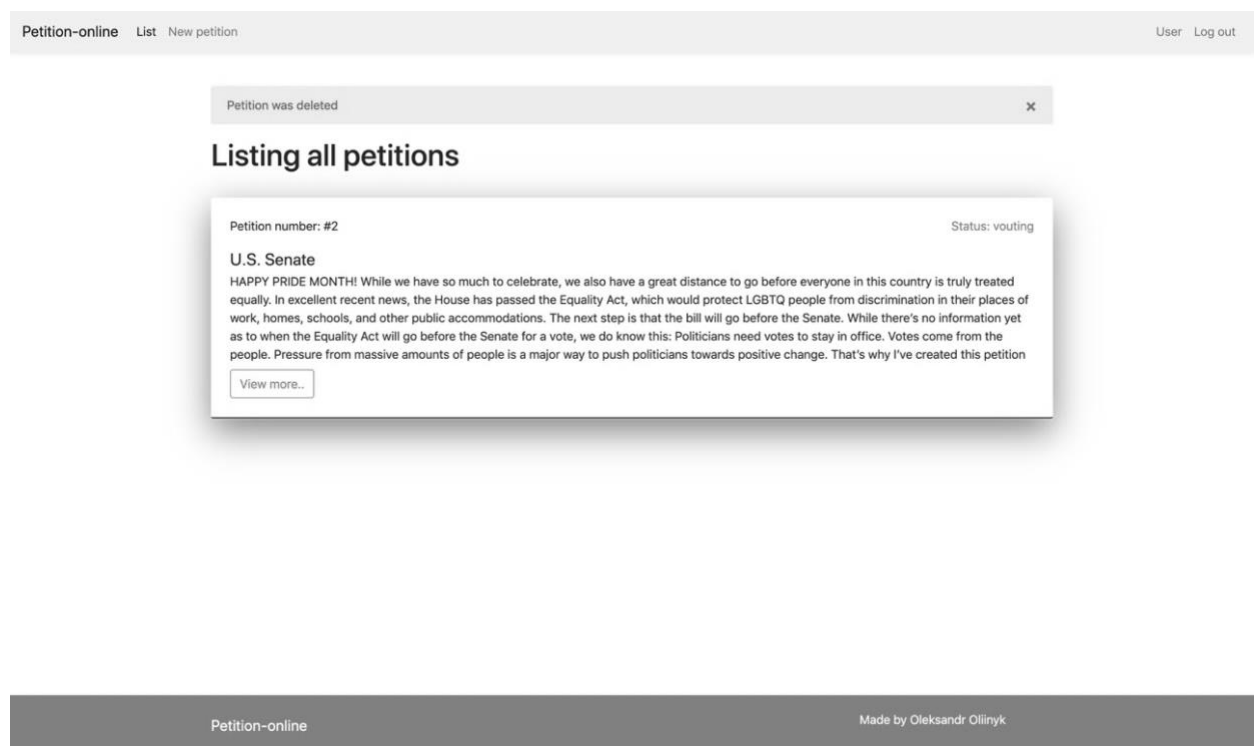 Petition-online List New petition User Log out
Petition was deleted ×
Listing all petitions
Petition number: #2 Status: vouting
U.S. Senate
HAPPY PRIDE MONTH! While we have so much to celebrate, we also have a great distance to go before everyone in this country is truly treated
equally. In excellent recent news, the House has passed the Equality Act, which would protect LGBTQ people from discrimination in their places of
work, homes, schools, and other public accommodations. The next step is that the bill will go before the Senate. While there’s no information yet
as to when the Equality Act will go before the Senate for a vote, we do know this: Politicians need votes to stay in office. Votes come from the
people. Pressure from massive amounts of people is a major way to push politicians towards positive change. That’s why I’ve created this petition
View more..
Petition-online Made by Oleksandr Oliinyk